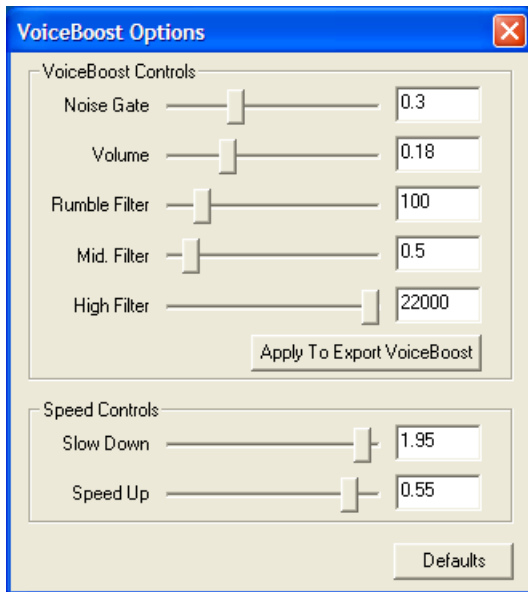 VoiceBoost Options
VoiceBoost Controls
Noise Gate 0.3
Volume 0.18
Rumble Filter 100
Mid. Filter 0.5
High Filter 22000
Apply To Export VoiceBoost
Speed Controls
Slow Down 1.95
Speed Up 0.55
Defaults